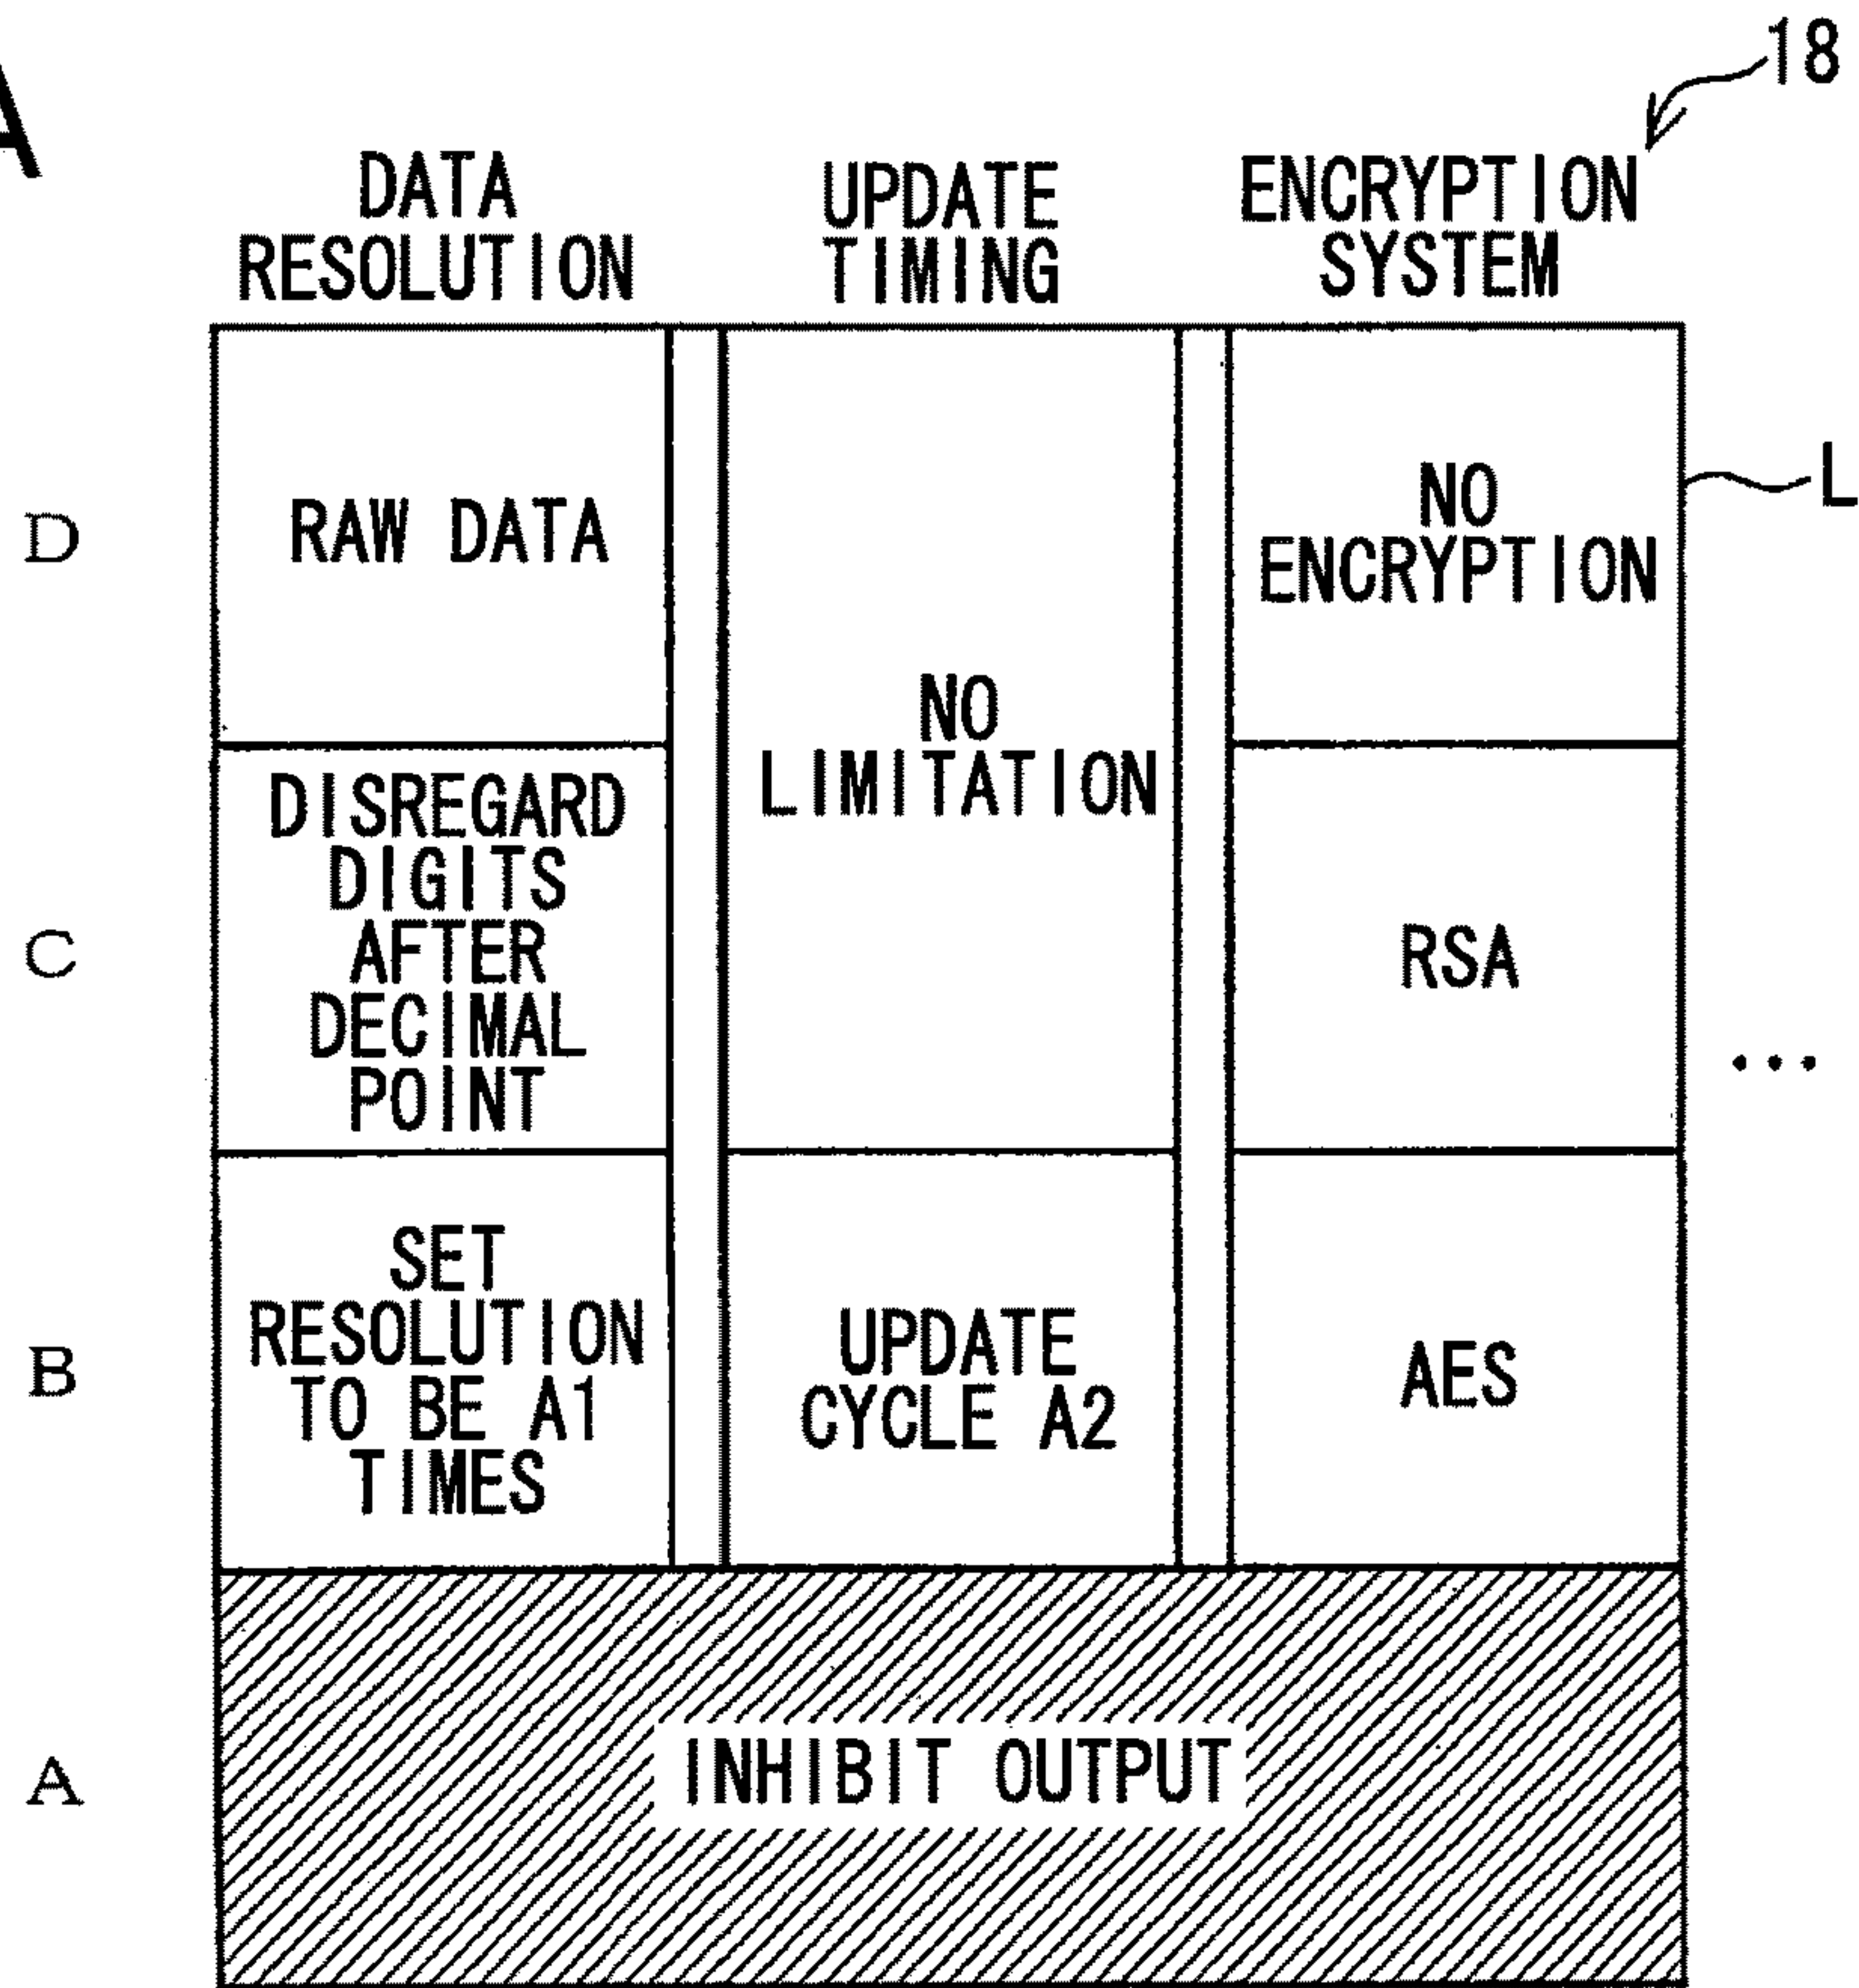 A
18
DATA
RESOLUTION
UPDATE
TIMING
ENCRYPTION
SYSTEM
D
RAW DATA
NO
LIMITATION
NO
ENCRYPTION
L
C
DISREGARD
DIGITS
AFTER
DECIMAL
POINT
RSA
...
B
SET
RESOLUTION
TO BE A1
TIMES
UPDATE
CYCLE A2
AES
A
INHIBIT OUTPUT